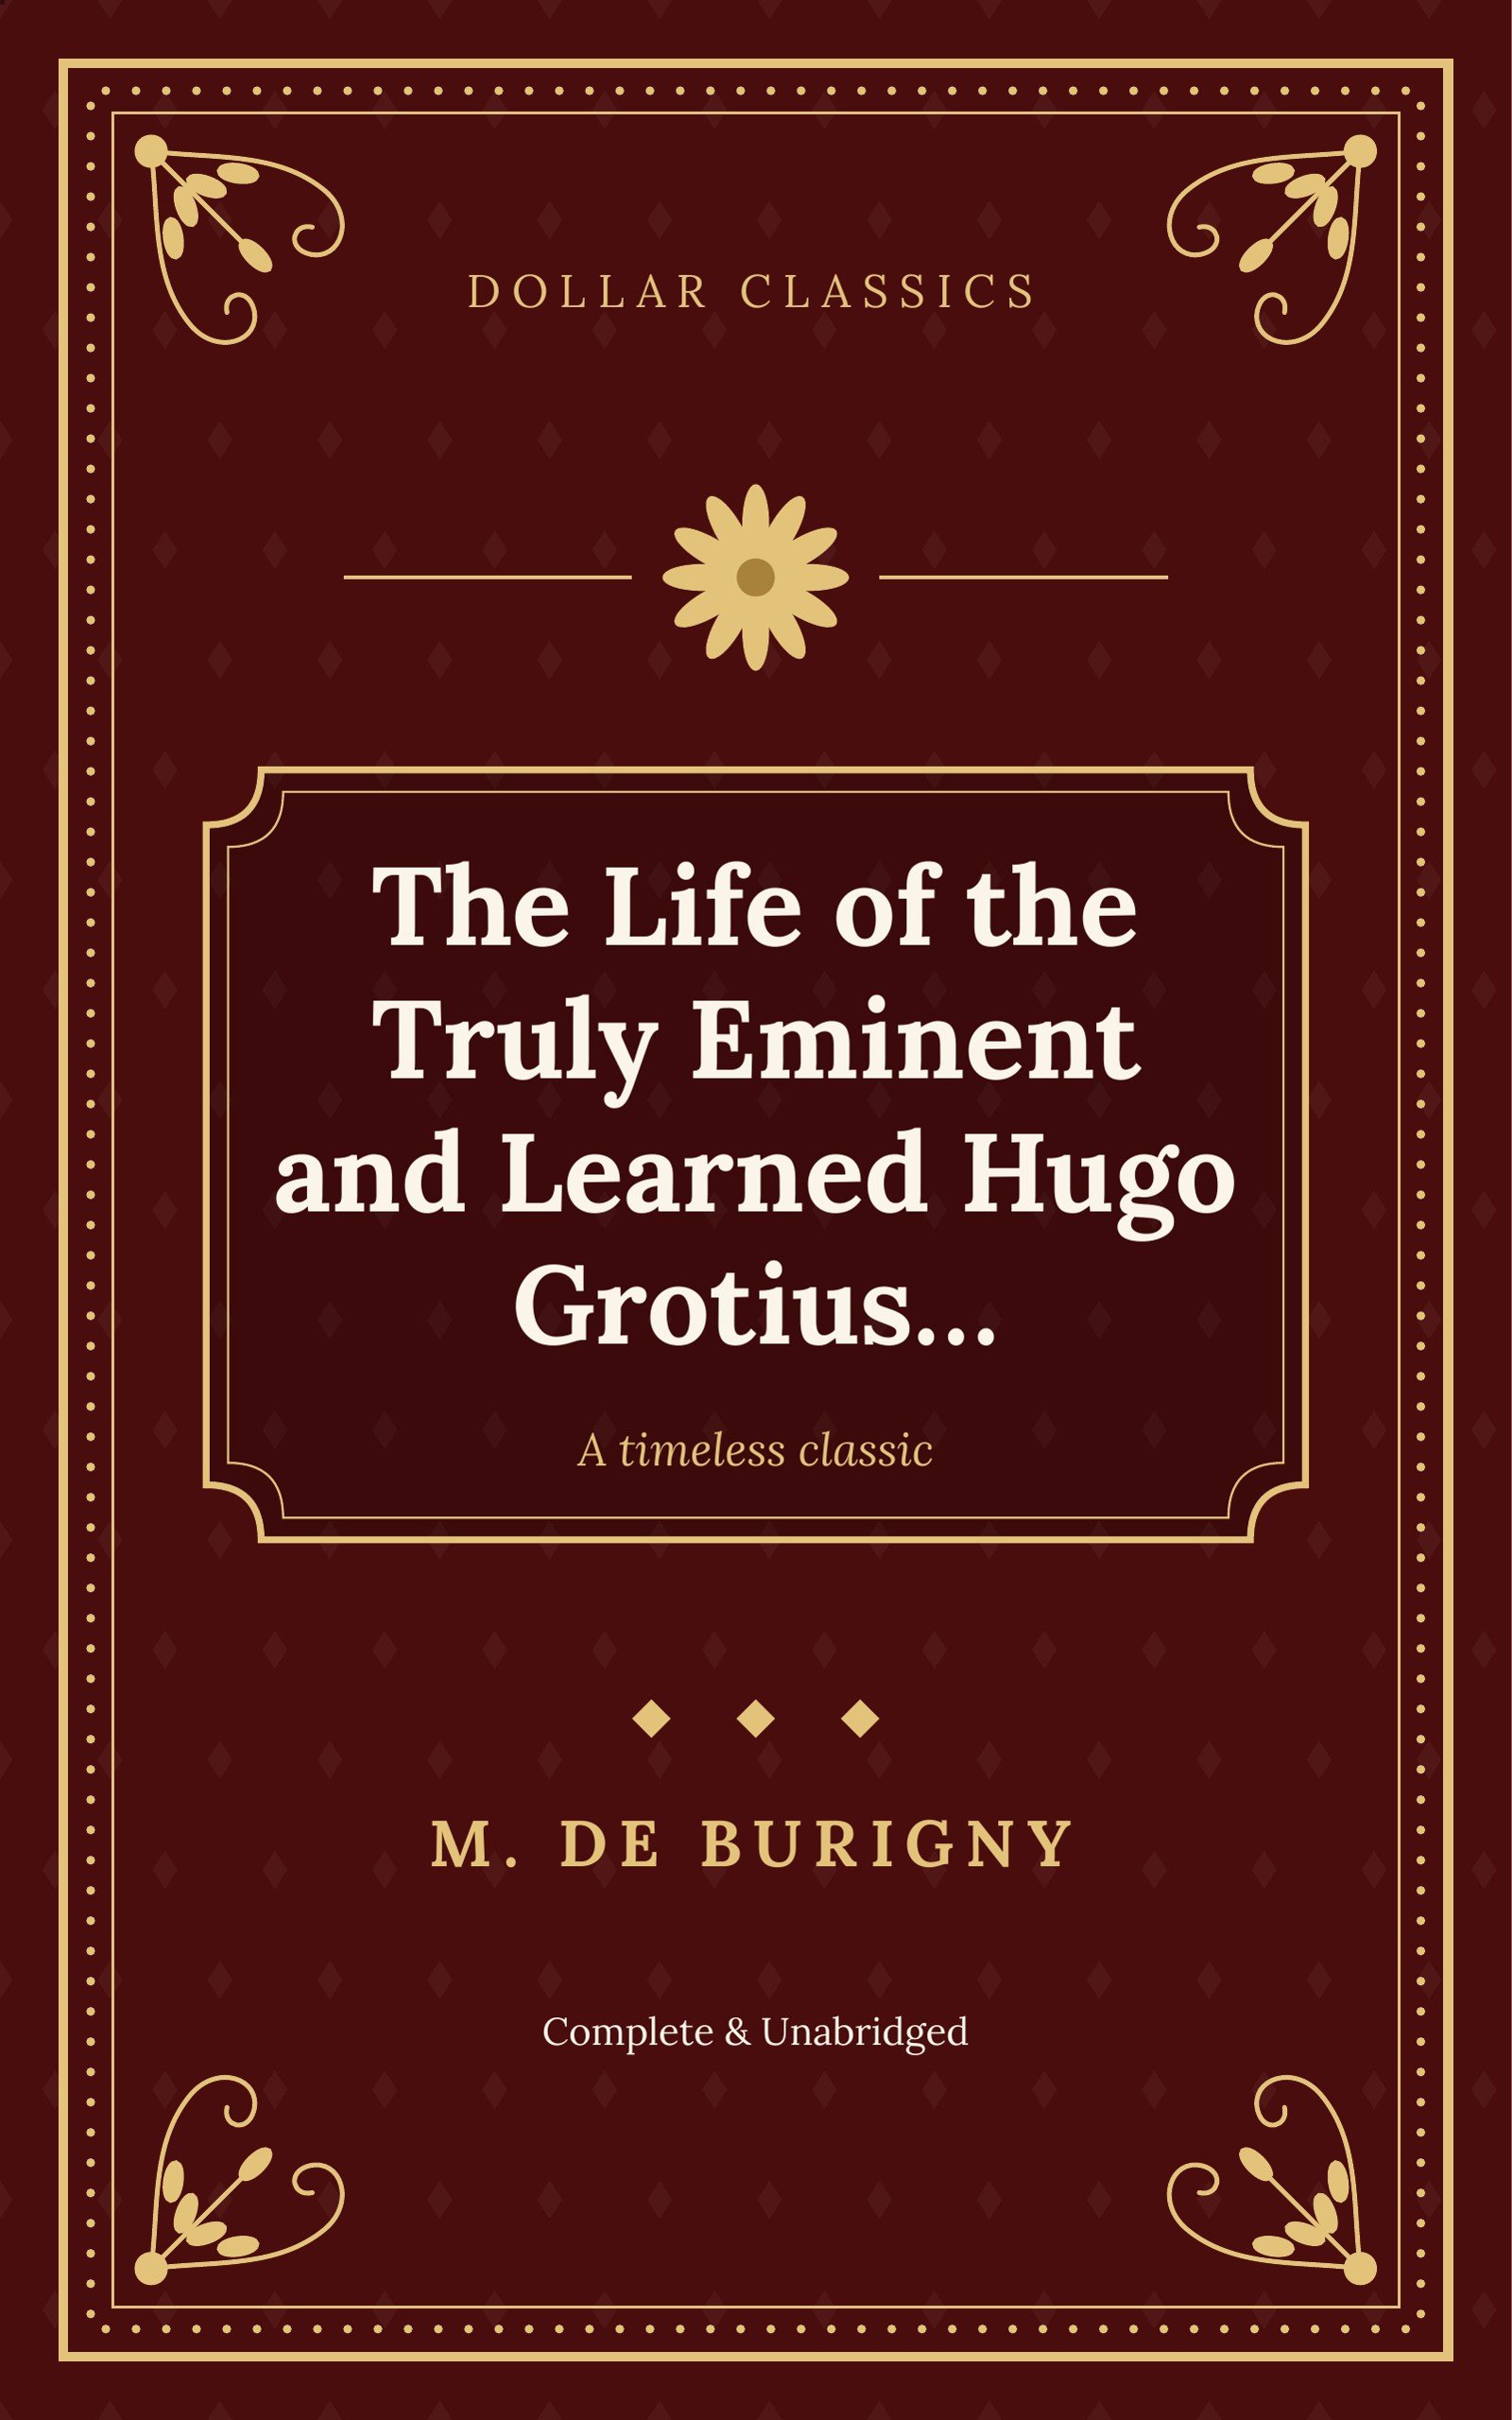 DOLLAR CLASSICS
The Life of the
Truly Eminent
and Learned Hugo
Grotius...
A timeless classic
M. DE BURIGNY
Complete & Unabridged